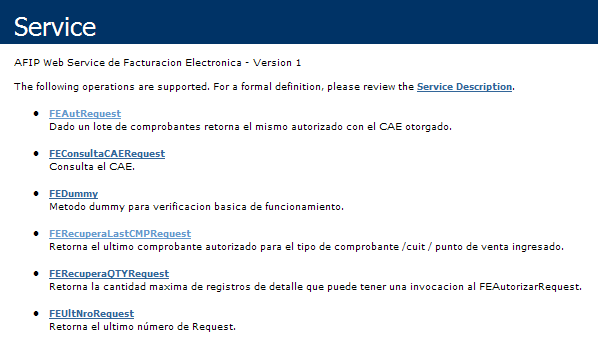 Service
AFIP Web Service de Facturacion Electronica - Version 1
The following operations are supported. For a formal definition, please review the Service Description.
FEAutRequest
Dado un lote de comprobantes retorna el mismo autorizado con el CAE otorgado.
FEConsultaCAERequest
Consulta el CAE.
FEDummy
Metodo dummy para verificacion basica de funcionamiento.
FERecuperaLastCMPRequest
Retorna el ultimo comprobante autorizado para el tipo de comprobante /cuit / punto de venta ingresado.
FERecuperaQTYRequest
Retorna la cantidad maxima de registros de detalle que puede tener una invocacion al FEAutorizarRequest.
FEUltNroRequest
Retorna el ultimo número de Request.